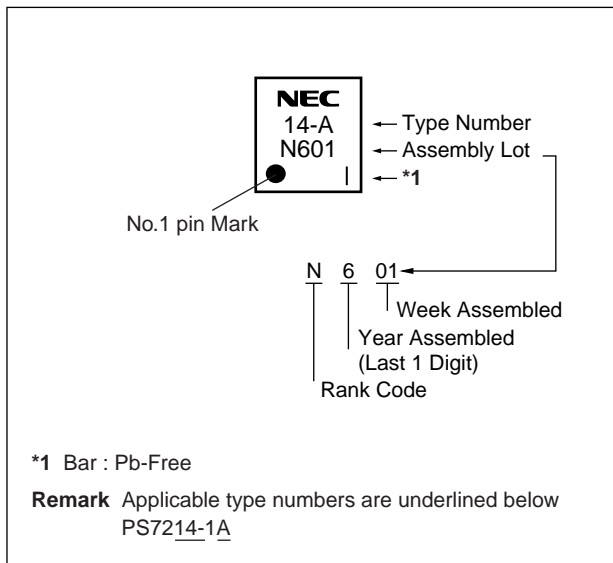 NEC
14-A
N601
|
Type Number
Assembly Lot
*1
No.1 pin Mark
N 6 01
Week Assembled
Year Assembled
(Last 1 Digit)
Rank Code
*1 Bar : Pb-Free
Remark Applicable type numbers are underlined below
PS7214-1A